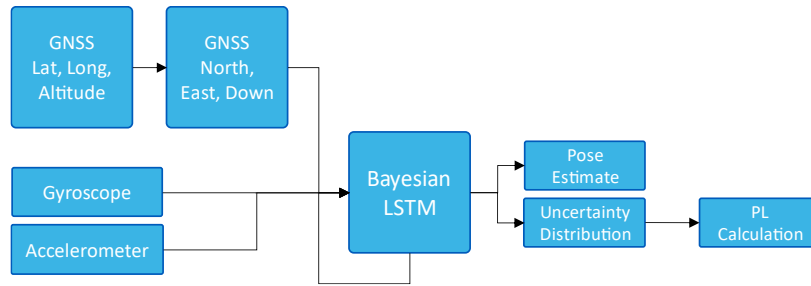 GNSS
Lat, Long,
Altitude
GNSS
North,
East, Down
Gyroscope
Accelerometer
Bayesian
LSTM
Pose
Estimate
Uncertainty
Distribution
PL
Calculation